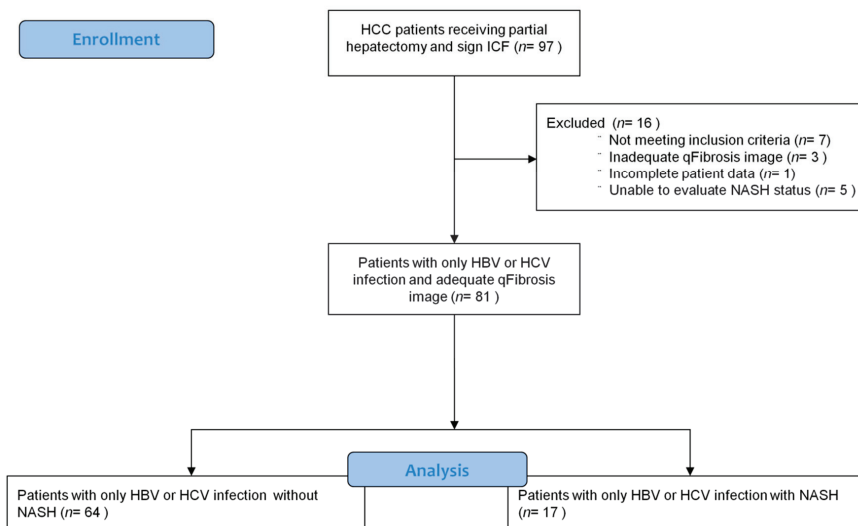 Enrollment
HCC patients receiving partial
hepatectomy and sign ICF (n= 97)
Excluded (n= 16)
¨ Not meeting inclusion criteria (n= 7)
¨ Inadequate qFibrosis image (n= 3 )
¨ Incomplete patient data (n= 1)
¨ Unable to evaluate NASH status (n= 5 )
Patients with only HBV or HCV
infection and adequate qFibrosis
image (n= 81 )
Analysis
Patients with only HBV or HCV infection without
NASH (n= 64 )
Patients with only HBV or HCV infection with NASH
(n= 17 )